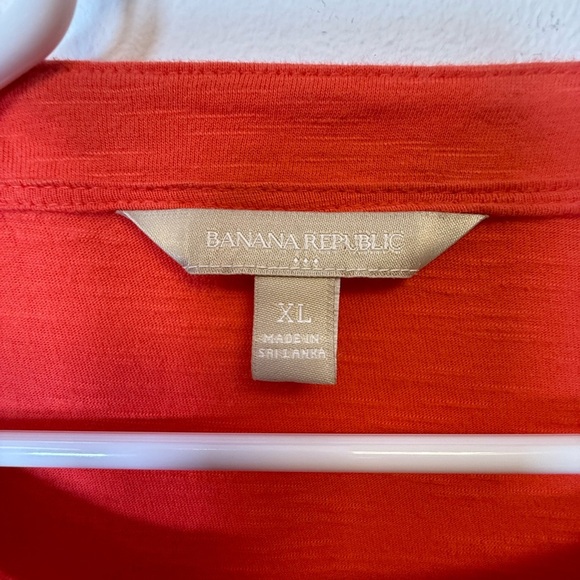 BANANA REPUBLIC
XL
MADE IN
SRI LANKA